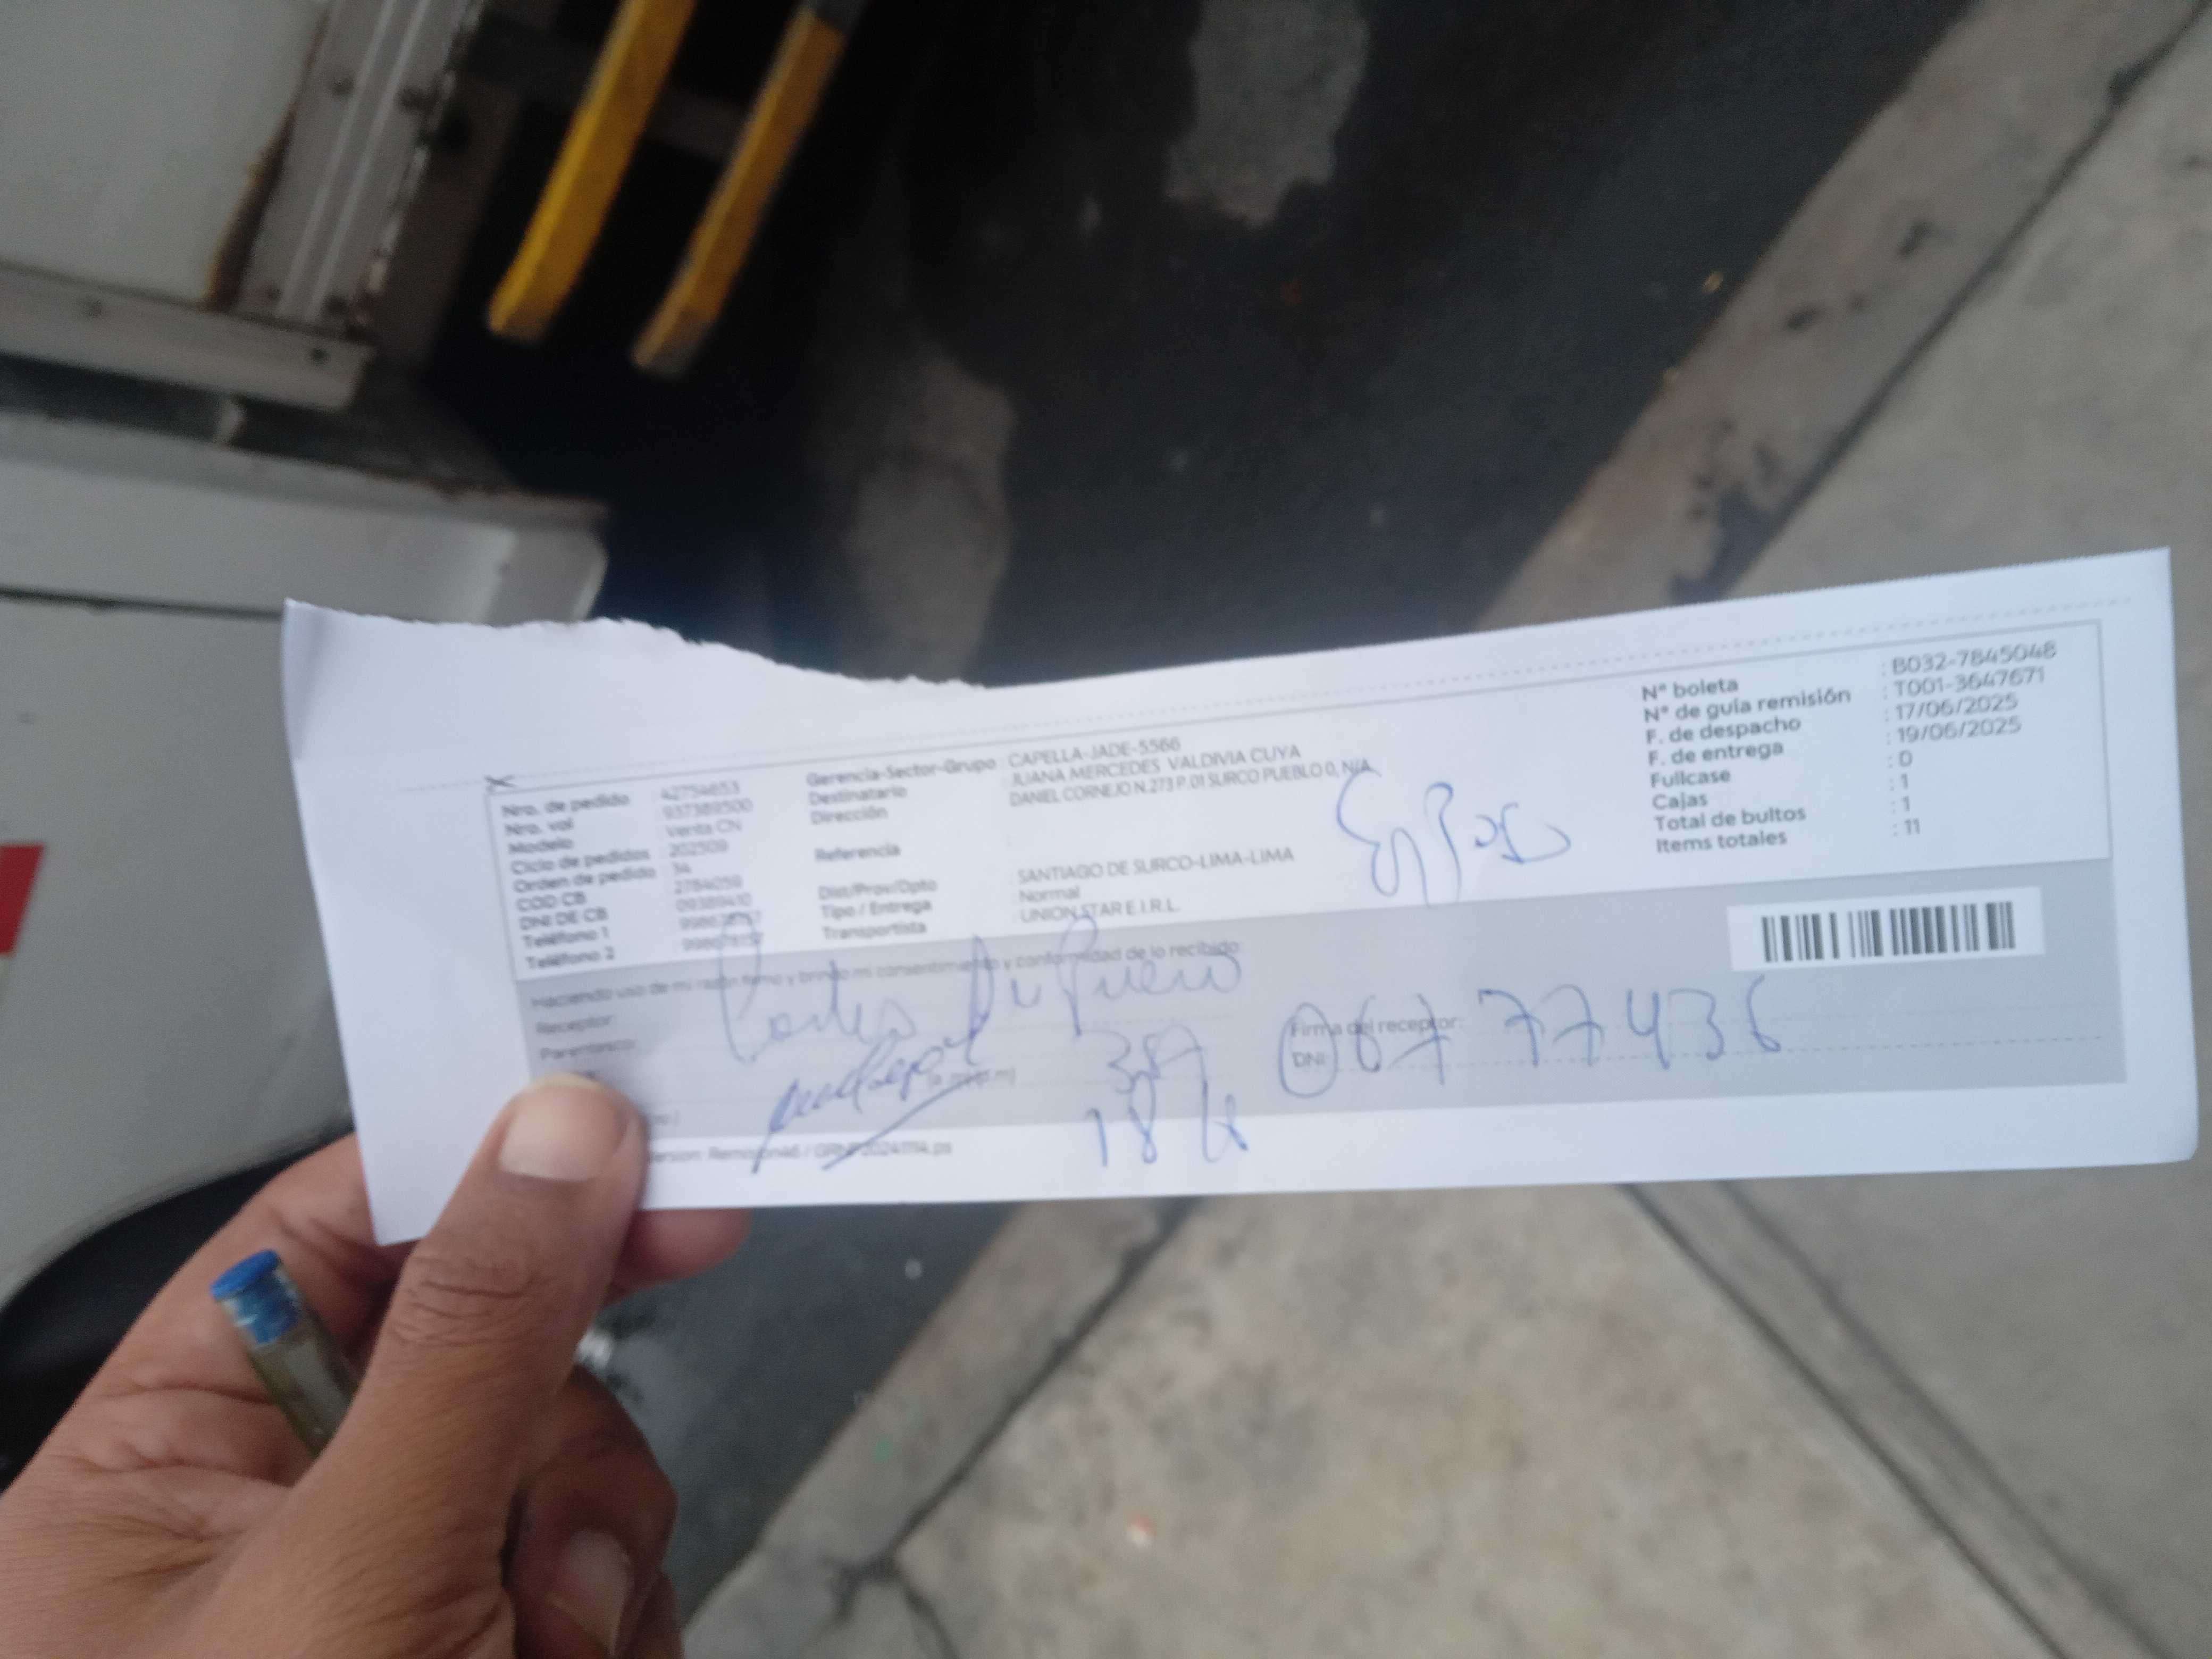 Nro. de pedido : 42754653
Nro. vol : 937389500
Modelo : Venta CN
Ciclo de pedidos : 202509
Orden de pedido : 34
COD CB : 2784059
DNI DE CB : 09389410
Teléfono 1
Teléfono 2
Gerencia-Sector-Grupo : CAPELLA-JADE-5566
Destinatario : JUANA MERCEDES VALDIVIA CUYA
Dirección : DANIEL CORNEJO N.273 P.01 SURCO PUEBLO 0, N/A
Referencia :
Dist/Prov/Dpto : SANTIAGO DE SURCO-LIMA-LIMA
Tipo / Entrega : Normal
Transportista : UNION STAR E.I.R.L.
N° boleta : B032-7845048
N° de guía remisión : T001-3647671
F. de despacho : 17/06/2025
F. de entrega : 19/06/2025
Fullcase : 0
Cajas : 1
Total de bultos : 1
Items totales : 11
Haciendo uso de mi razón firmo y brindo mi consentimiento y conformidad de lo recibido:
Receptor:
Parentesco:
(a.m/p.m)
Firma del receptor:
DNI: 06777436